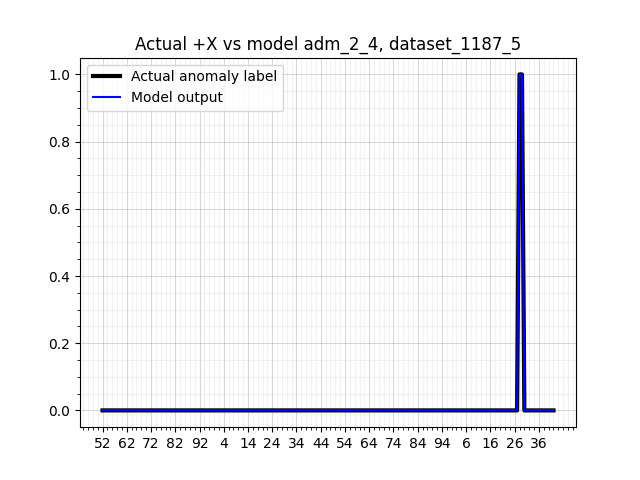 Actual +X vs model adm_2_4, dataset_1187_5
Actual anomaly label
Model output
1.0
0.8
0.6
0.4
0.2
0.0
52 62 72 82 92 4 14 24 34 44 54 64 74 84 94 6 16 26 36